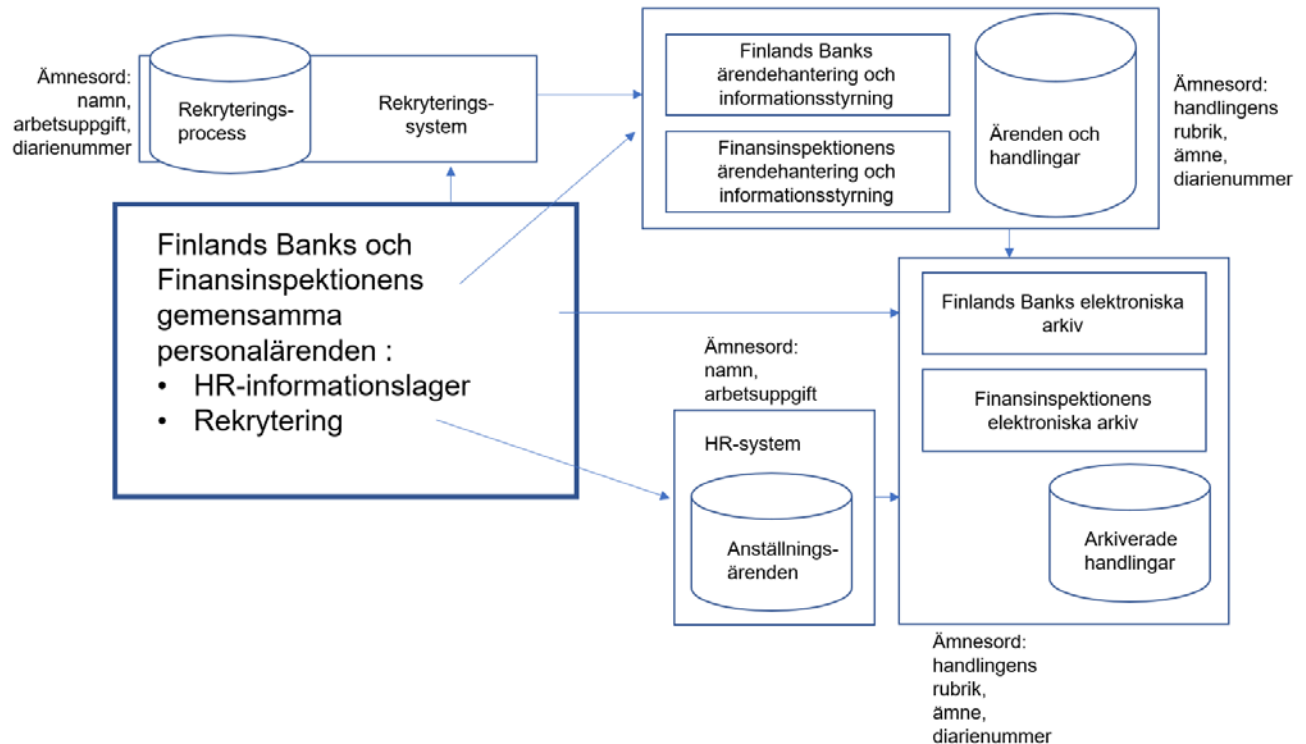 Ämnesord:
namn,
arbetsuppgift,
diarienummer
Rekryterings-
process
Rekryterings-
system
Finlands Banks
ärendehantering och
informationsstyrning
Finansinspektionens
ärendehantering och
informationsstyrning
Ärenden och
handlingar
Ämnesord:
handlingens
rubrik,
ämne,
diarienummer
Finlands Banks och
Finansinspektionens
gemensamma
personalärenden :
• HR-informationslager
• Rekrytering
Ämnesord:
namn,
arbetsuppgift
HR-system
Anställnings-
ärenden
Finlands Banks elektroniska
arkiv
Finansinspektionens
elektroniska arkiv
Arkiverade
handlingar
Ämnesord:
handlingens
rubrik,
ämne,
diarienummer